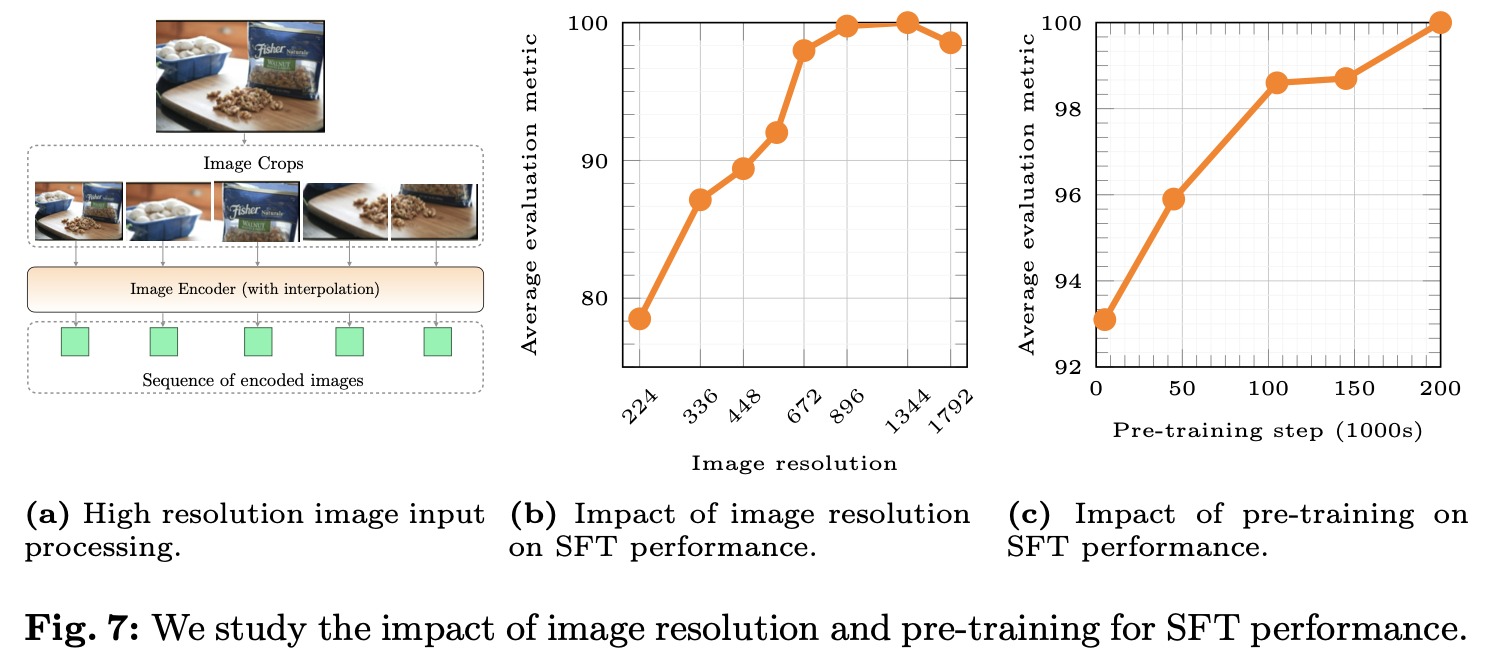 Fisher
Naturals
WALNUT
Image Crops
Fisher
Fisher
Naturals
WALNUT
Image Encoder (with interpolation)
Sequence of encoded images
(a) High resolution image input
processing.
Average evaluation metric
100
90
80
224
336
448
672
896
1344
1792
Image resolution
(b) Impact of image resolution
on SFT performance.
Average evaluation metric
100
98
96
94
92
0
50
100
150
200
Pre-training step (1000s)
(c) Impact of pre-training on
SFT performance.
Fig. 7: We study the impact of image resolution and pre-training for SFT performance.